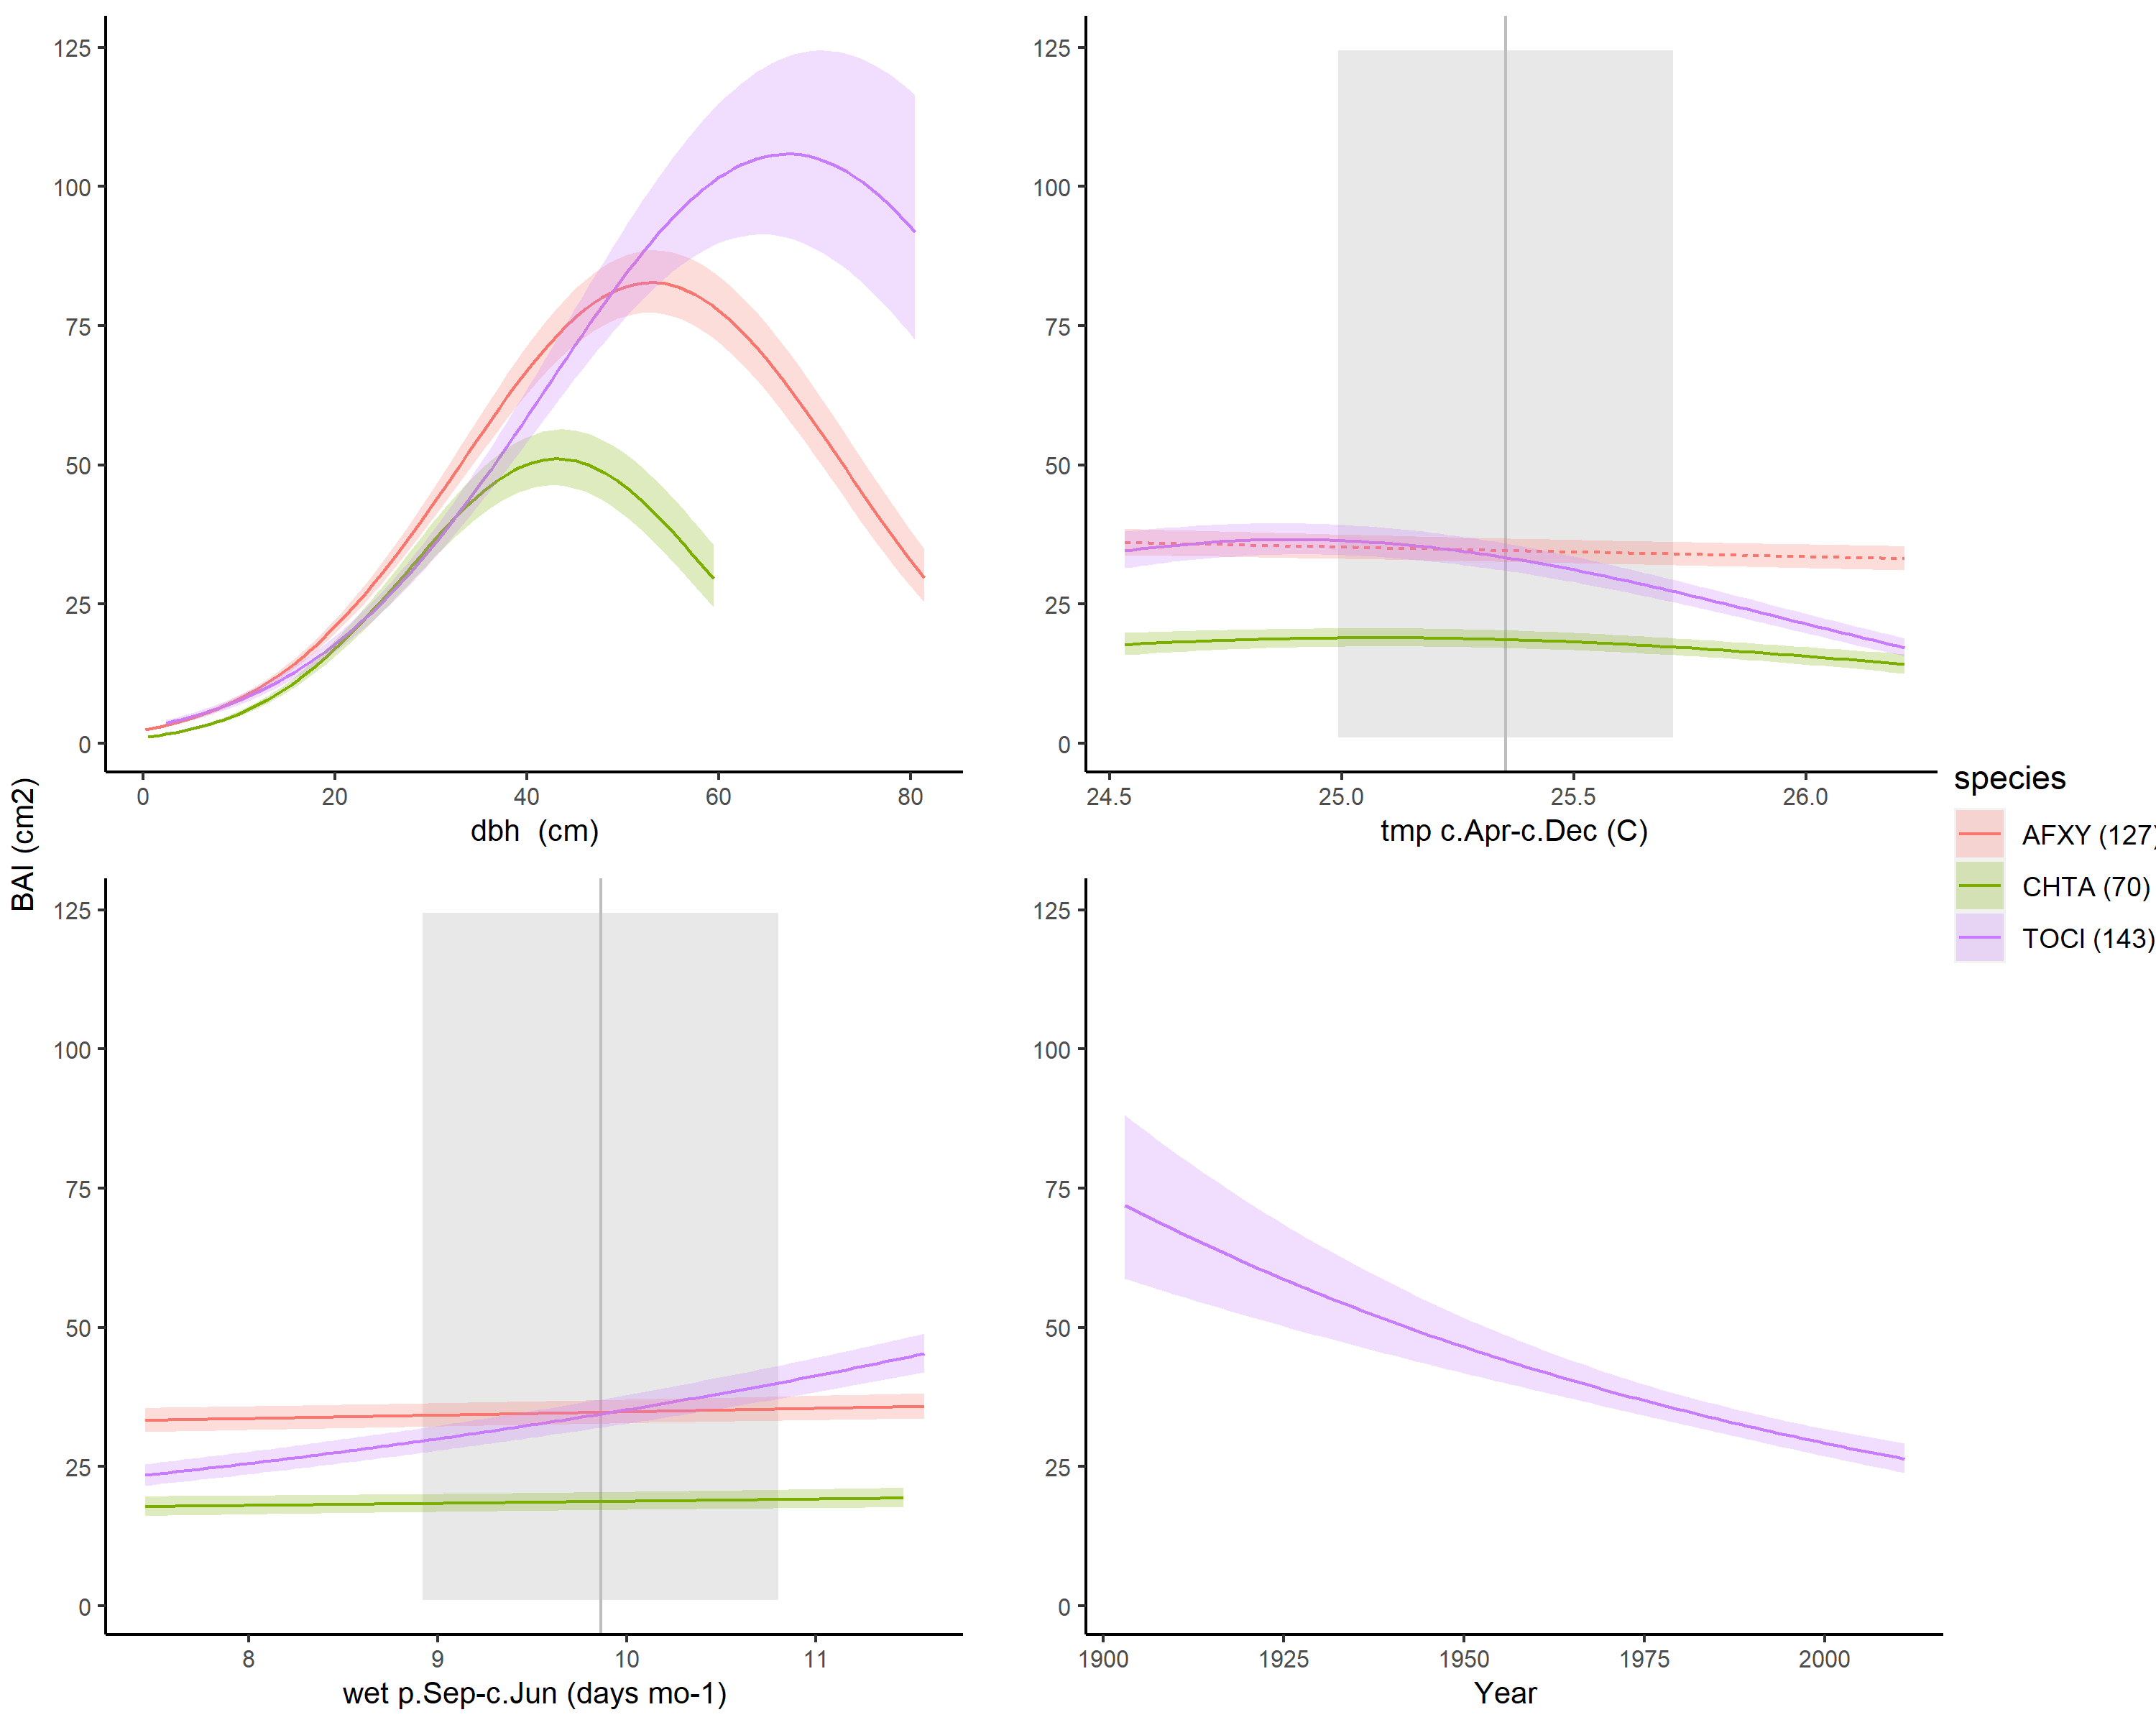 BAI (cm2)
125
100
75
50
25
0
0 20 40 60 80
dbh (cm)
125
100
75
50
25
0
24.5 25.0 25.5 26.0
tmp c.Apr-c.Dec (C)
125
100
75
50
25
0
8 9 10 11
wet p.Sep-c.Jun (days mo-1)
125
100
75
50
25
0
1900 1925 1950 1975 2000
Year
species
AFXY (127)
CHTA (70)
TOCI (143)